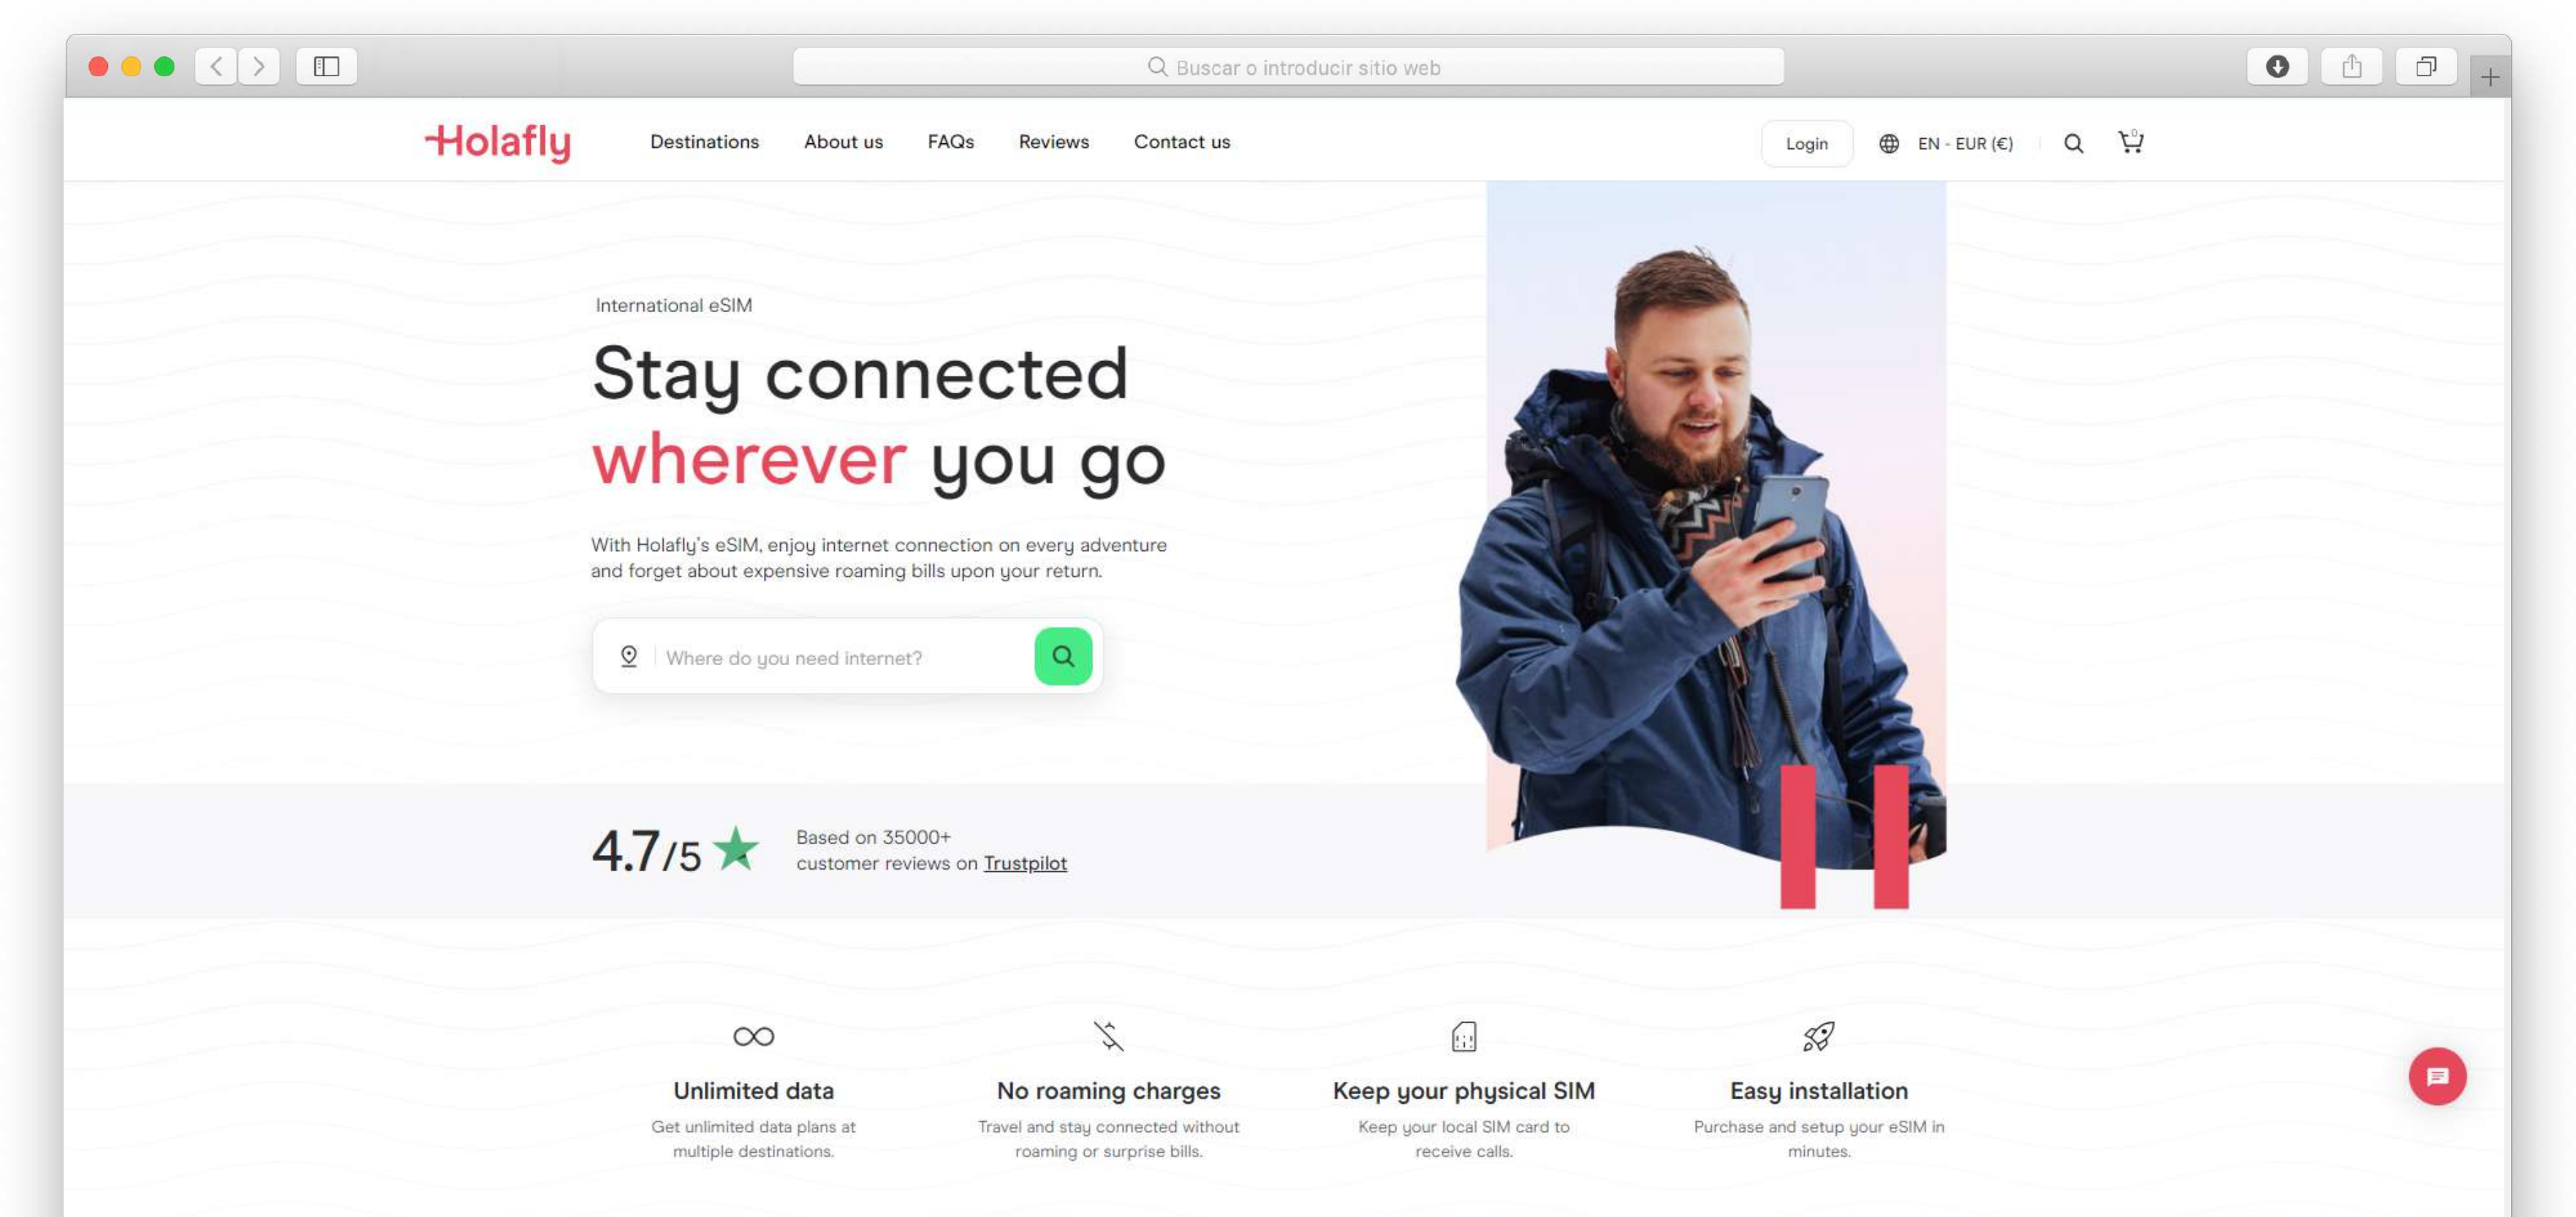 Buscar o introducir sitio web
Holafly
Destinations
About us
FAQs
Reviews
Contact us
Login
EN - EUR (€)
0
International eSIM
Stay connected
wherever you go
With Holafly's eSIM, enjoy internet connection on every adventure
and forget about expensive roaming bills upon your return.
Where do you need internet?
4.7/5
Based on 35000+
customer reviews on Trustpilot
Unlimited data
Get unlimited data plans at
multiple destinations.
No roaming charges
Travel and stay connected without
roaming or surprise bills.
Keep your physical SIM
Keep your local SIM card to
receive calls.
Easy installation
Purchase and setup your eSIM in
minutes.